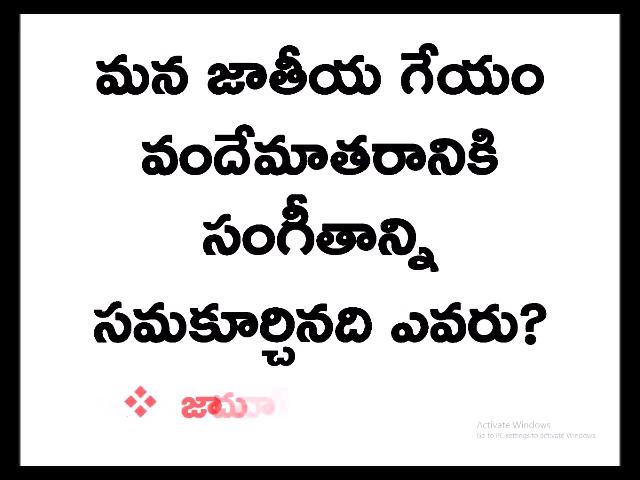 మన జాతీయ గేయం
వందేమాతరానికి
సంగీతాన్ని
సమకూర్చినది ఎవరు?
Activate Windows
Go to PC settings to activate Windows.